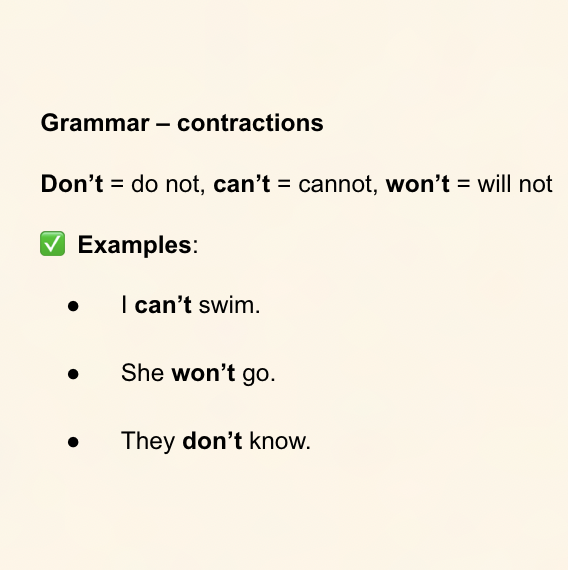 Grammar – contractions
Don’t = do not, can’t = cannot, won’t = will not
✅ Examples:
● I can’t swim.
● She won’t go.
● They don’t know.